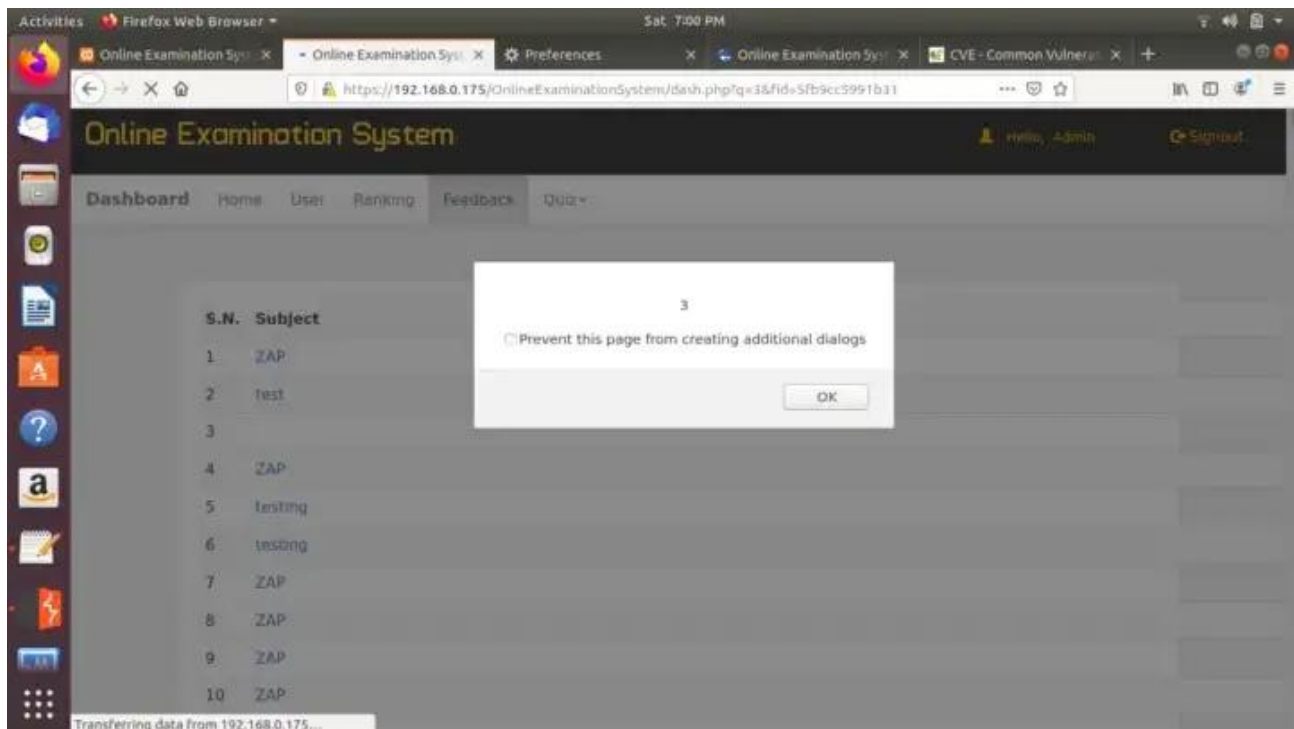 Activities Firefox Web Browser Sat 7:00 PM
Online Examination Sys Online Examination Syst Preferences Online Examination Syst CVE - Common Vulnerab
https://192.168.0.175/OnlineExaminationSystem/dash.php?q=3&fid=5fb9cc5991b31
Online Examination System Hello, Admin Signout
Dashboard Home User Ranking Feedback Quiz
3
Prevent this page from creating additional dialogs
OK
S.N. Subject
1 ZAP
2 test
3
4 ZAP
5 testing
6 testing
7 ZAP
8 ZAP
9 ZAP
10 ZAP
Transferring data from 192.168.0.175...